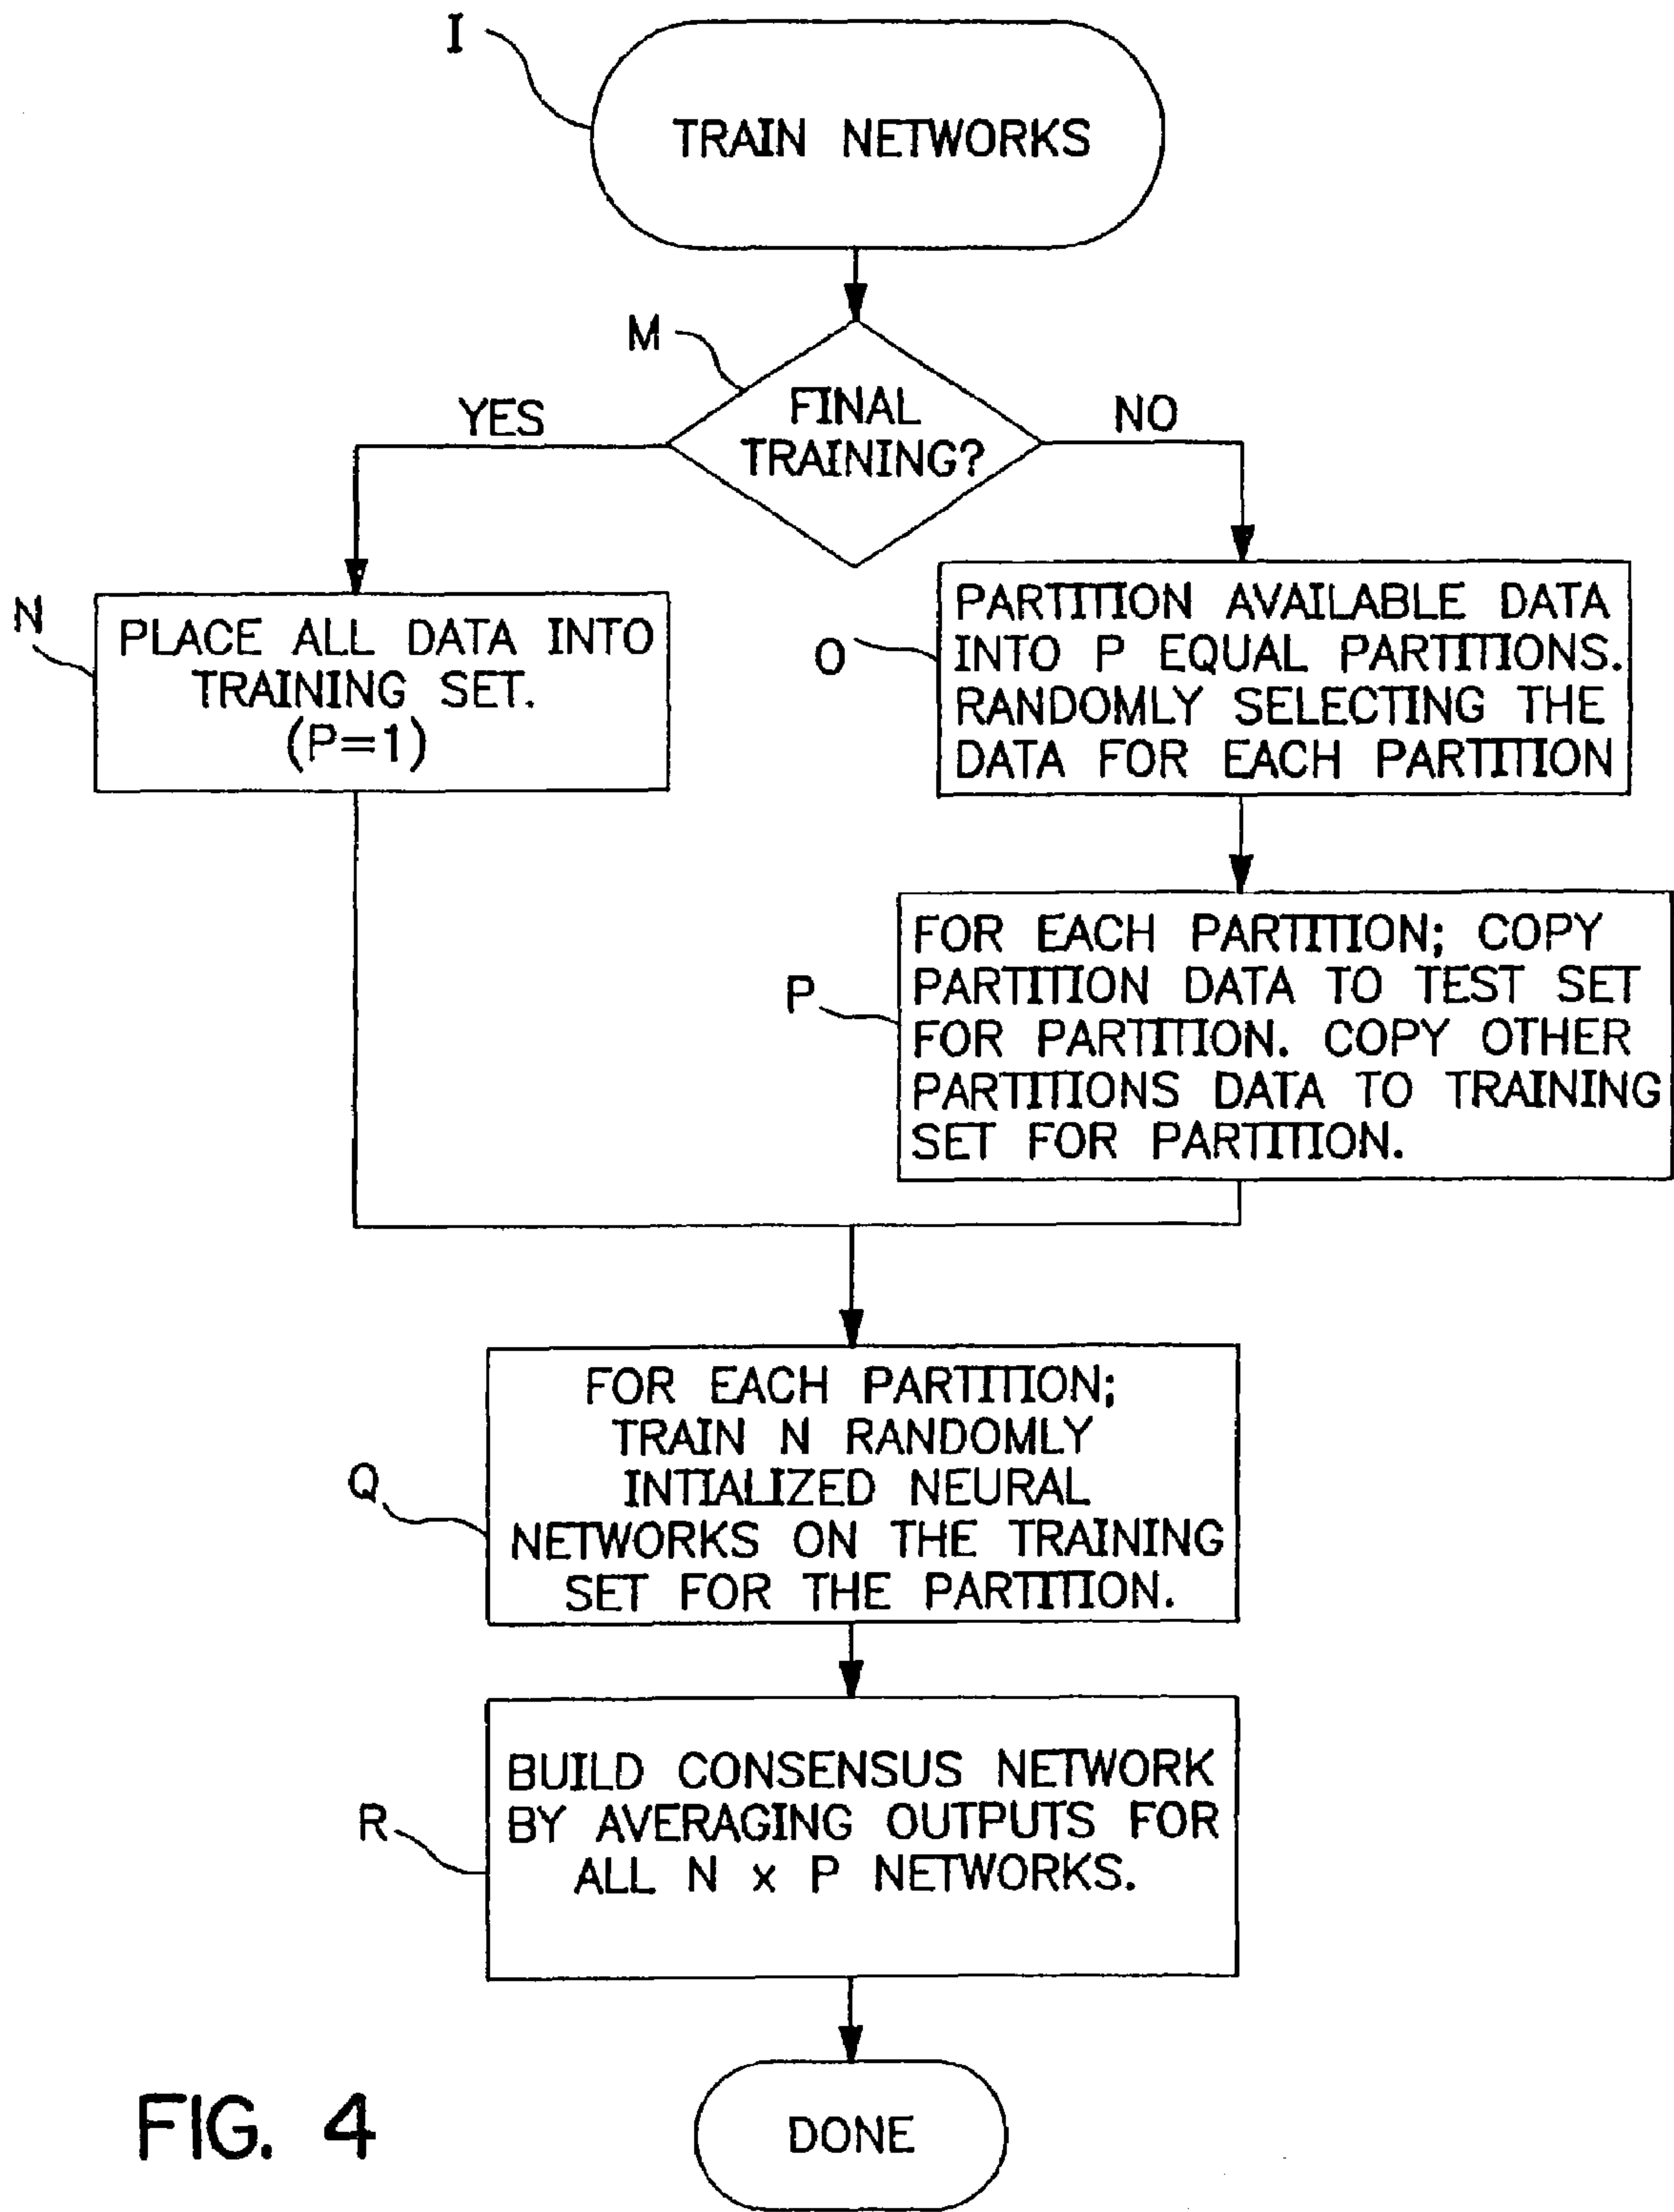 I
TRAIN NETWORKS
M
FINAL
TRAINING?
YES
NO
N
PLACE ALL DATA INTO
TRAINING SET.
(P=1)
O
PARTITION AVAILABLE DATA
INTO P EQUAL PARTITIONS.
RANDOMLY SELECTING THE
DATA FOR EACH PARTITION
P
FOR EACH PARTITION; COPY
PARTITION DATA TO TEST SET
FOR PARTITION. COPY OTHER
PARTITIONS DATA TO TRAINING
SET FOR PARTITION.
Q
FOR EACH PARTITION;
TRAIN N RANDOMLY
INTIALIZED NEURAL
NETWORKS ON THE TRAINING
SET FOR THE PARTITION.
R
BUILD CONSENSUS NETWORK
BY AVERAGING OUTPUTS FOR
ALL N x P NETWORKS.
DONE
FIG. 4